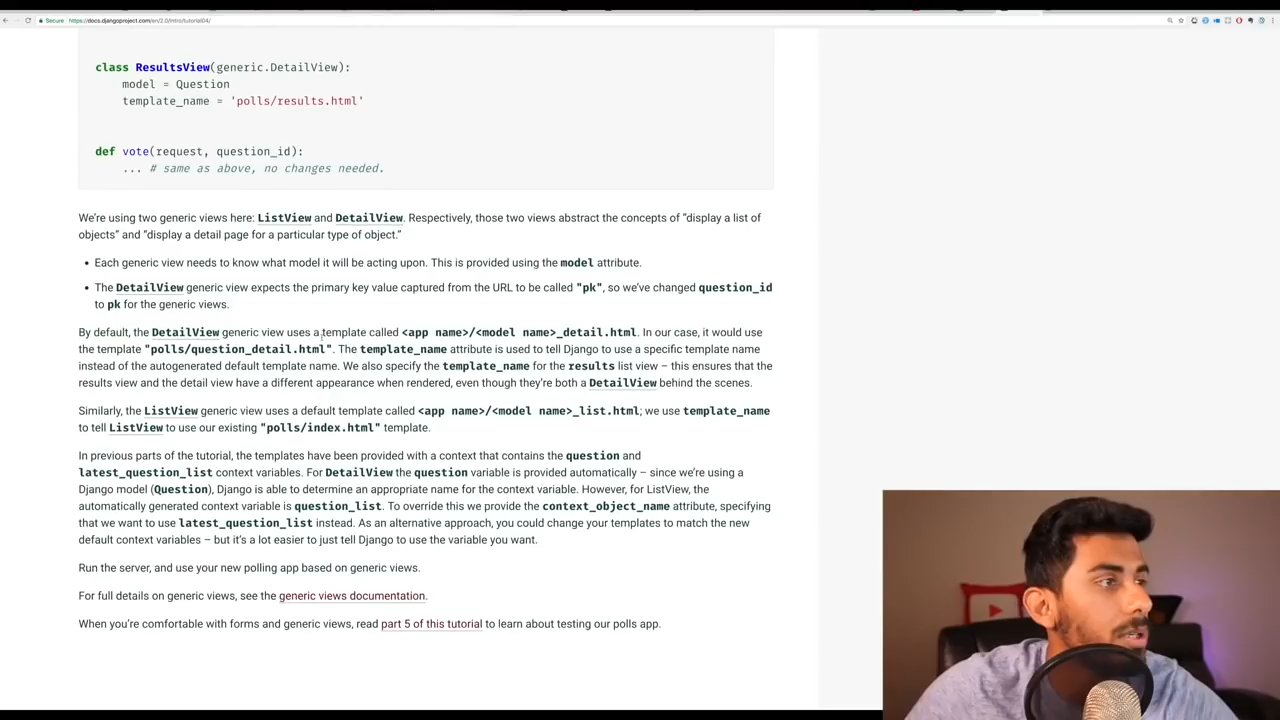 Secure https://docs.djangoproject.com/en/2.0/intro/tutorial04/
class ResultsView(generic.DetailView):
model = Question
template_name = 'polls/results.html'
def vote(request, question_id):
... # same as above, no changes needed.
We're using two generic views here: ListView and DetailView. Respectively, those two views abstract the concepts of “display a list of
objects” and “display a detail page for a particular type of object.”
• Each generic view needs to know what model it will be acting upon. This is provided using the model attribute.
• The DetailView generic view expects the primary key value captured from the URL to be called "pk", so we've changed question_id
to pk for the generic views.
By default, the DetailView generic view uses a template called <app name>/<model name>_detail.html. In our case, it would use
the template "polls/question_detail.html". The template_name attribute is used to tell Django to use a specific template name
instead of the autogenerated default template name. We also specify the template_name for the results list view – this ensures that the
results view and the detail view have a different appearance when rendered, even though they're both a DetailView behind the scenes.
Similarly, the ListView generic view uses a default template called <app name>/<model name>_list.html; we use template_name
to tell ListView to use our existing "polls/index.html" template.
In previous parts of the tutorial, the templates have been provided with a context that contains the question and
latest_question_list context variables. For DetailView the question variable is provided automatically – since we're using a
Django model (Question), Django is able to determine an appropriate name for the context variable. However, for ListView, the
automatically generated context variable is question_list. To override this we provide the context_object_name attribute, specifying
that we want to use latest_question_list instead. As an alternative approach, you could change your templates to match the new
default context variables – but it's a lot easier to just tell Django to use the variable you want.
Run the server, and use your new polling app based on generic views.
For full details on generic views, see the generic views documentation.
When you're comfortable with forms and generic views, read part 5 of this tutorial to learn about testing our polls app.